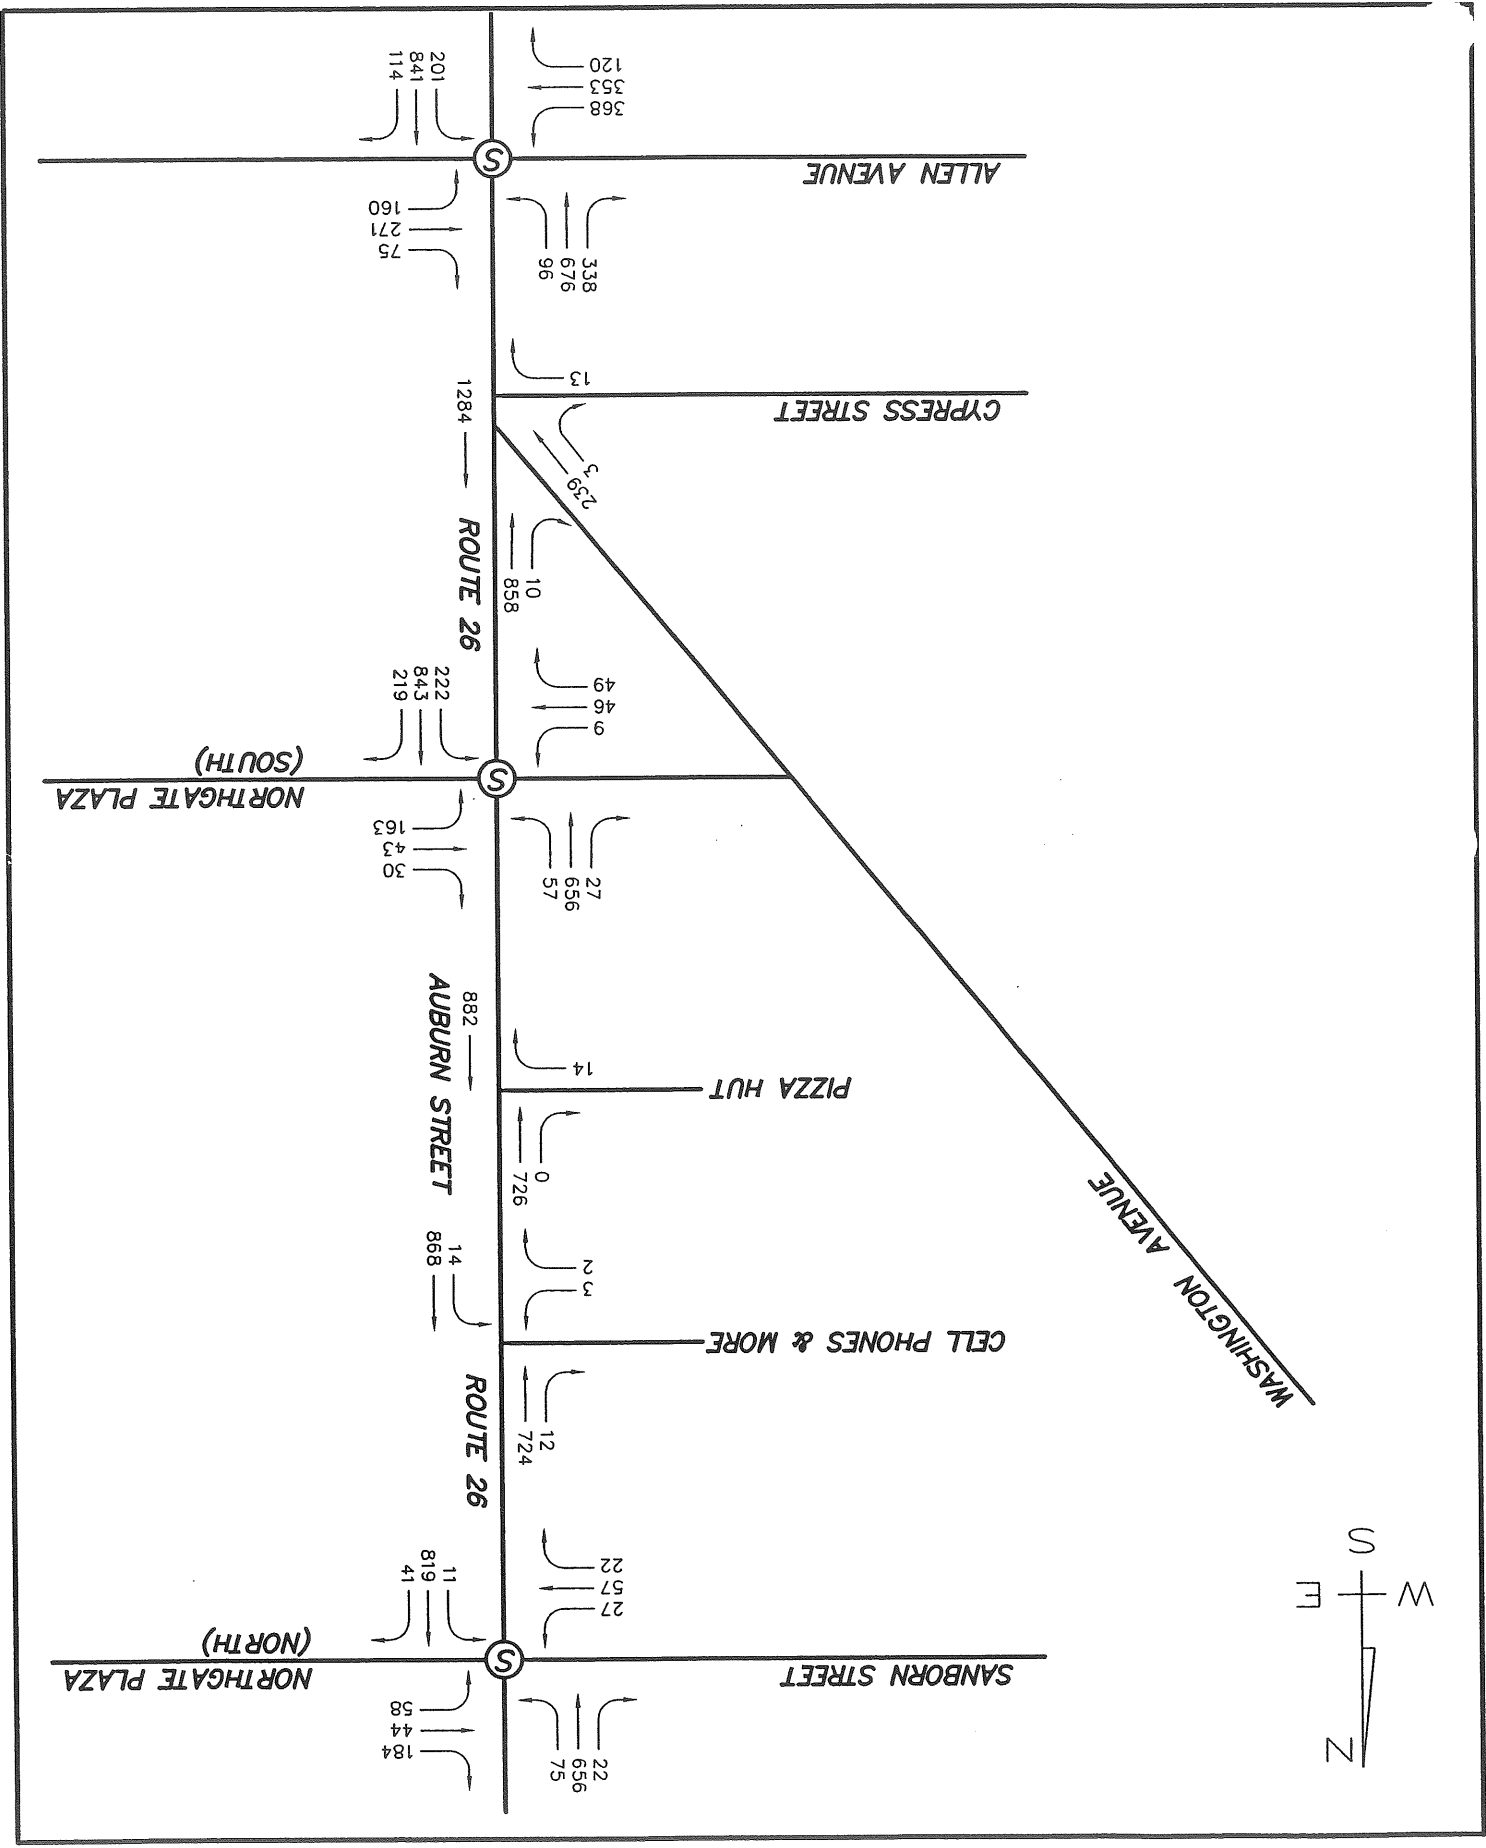 120
353
368
201
841
114
S
ALLEN AVENUE
160
271
75
96
676
338
13
CYPRESS STREET
3
239
1284
ROUTE 26
10
858
49
46
9
222
843
219
S
NORTHGATE PLAZA
(SOUTH)
163
43
30
57
656
27
882
AUBURN STREET
14
PIZZA HUT
0
726
14
868
2
3
CELL PHONES & MORE
12
724
ROUTE 26
WASHINGTON AVENUE
22
57
27
11
819
41
S
NORTHGATE PLAZA
(NORTH)
SANBORN STREET
58
44
184
75
656
22
S
W
E
N